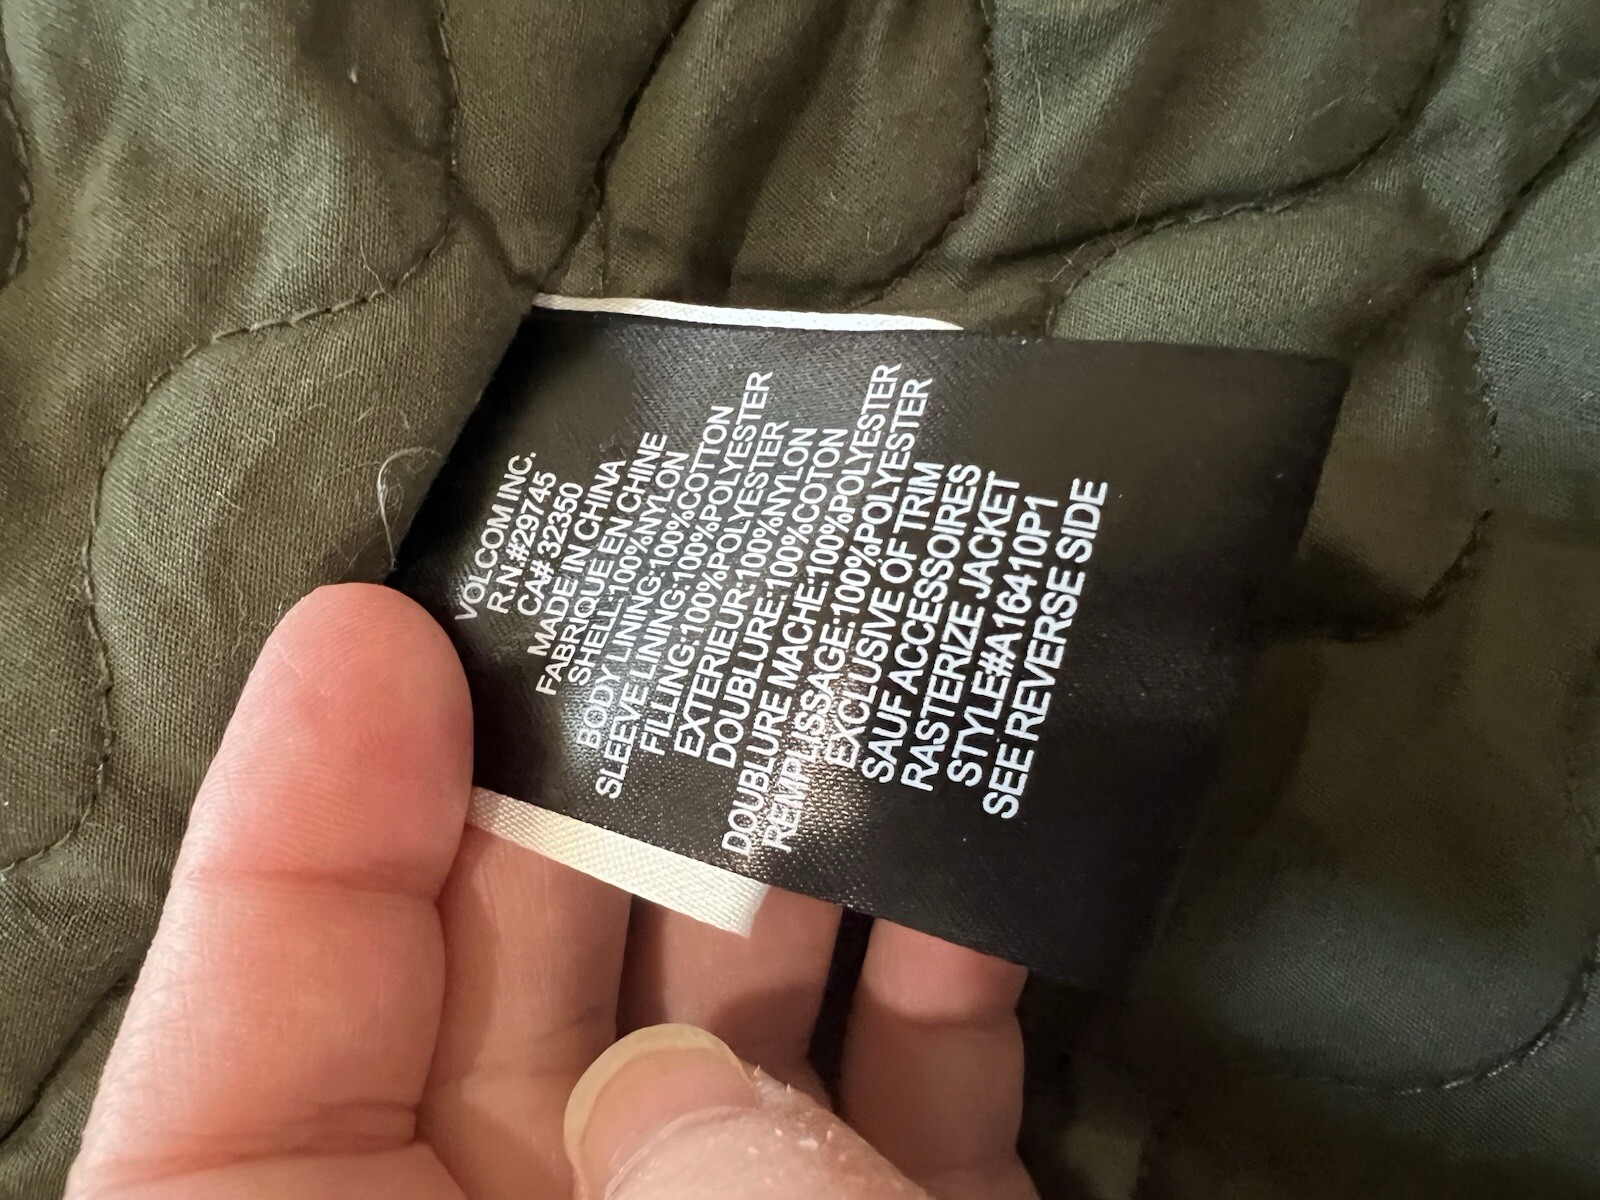 VOLCOM INC.
R.N.#29745
CA# 32350
MADE IN CHINA
FABRIQUE EN CHINE
SHELL:100%NYLON
BODY LINING:100%COTTON
SLEEVE LINING:100%POLYESTER
FILLING:100%POLYESTER
EXTERIEUR:100%NYLON
DOUBLURE:100%COTON
DOUBLURE MACHE:100%POLYESTER
REMPLISSAGE:100%POLYESTER
EXCLUSIVE OF TRIM
SAUF ACCESSOIRES
RASTERIZE JACKET
STYLE#A16410P1
SEE REVERSE SIDE